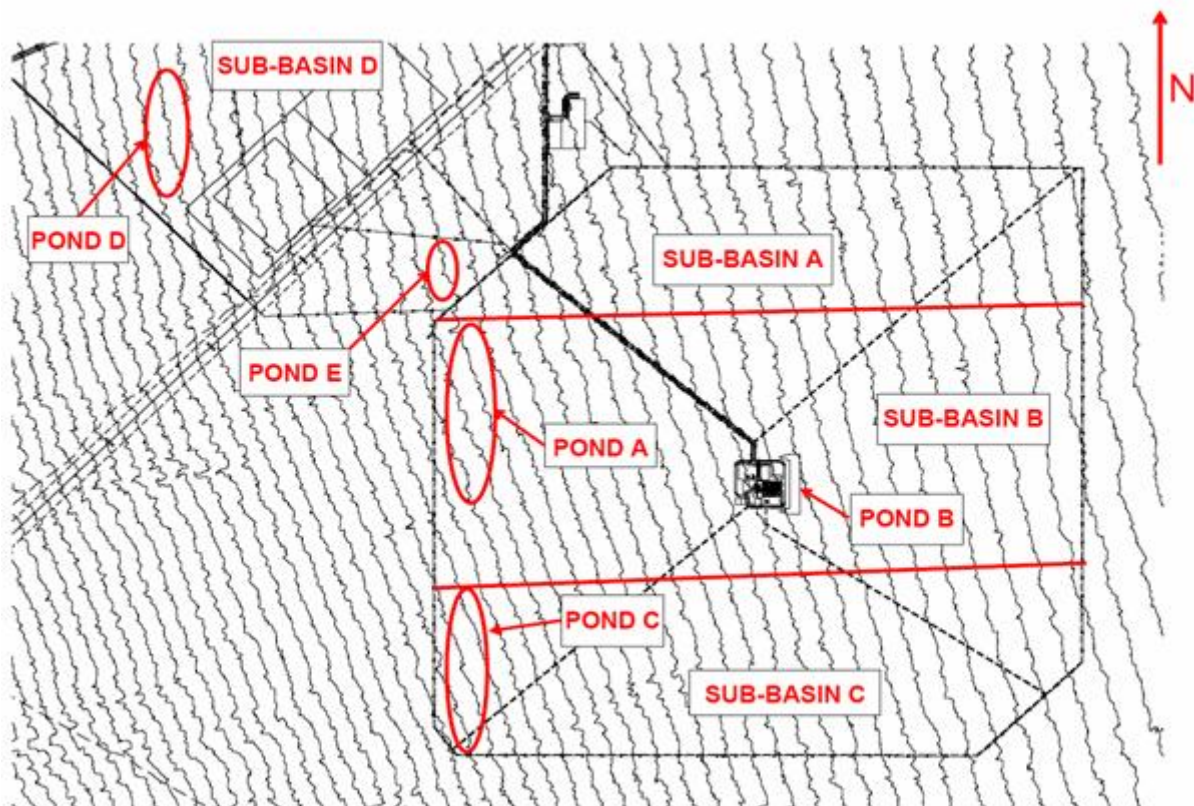 SUB-BASIN D
N
POND D
SUB-BASIN A
POND E
SUB-BASIN B
POND A
POND B
POND C
SUB-BASIN C